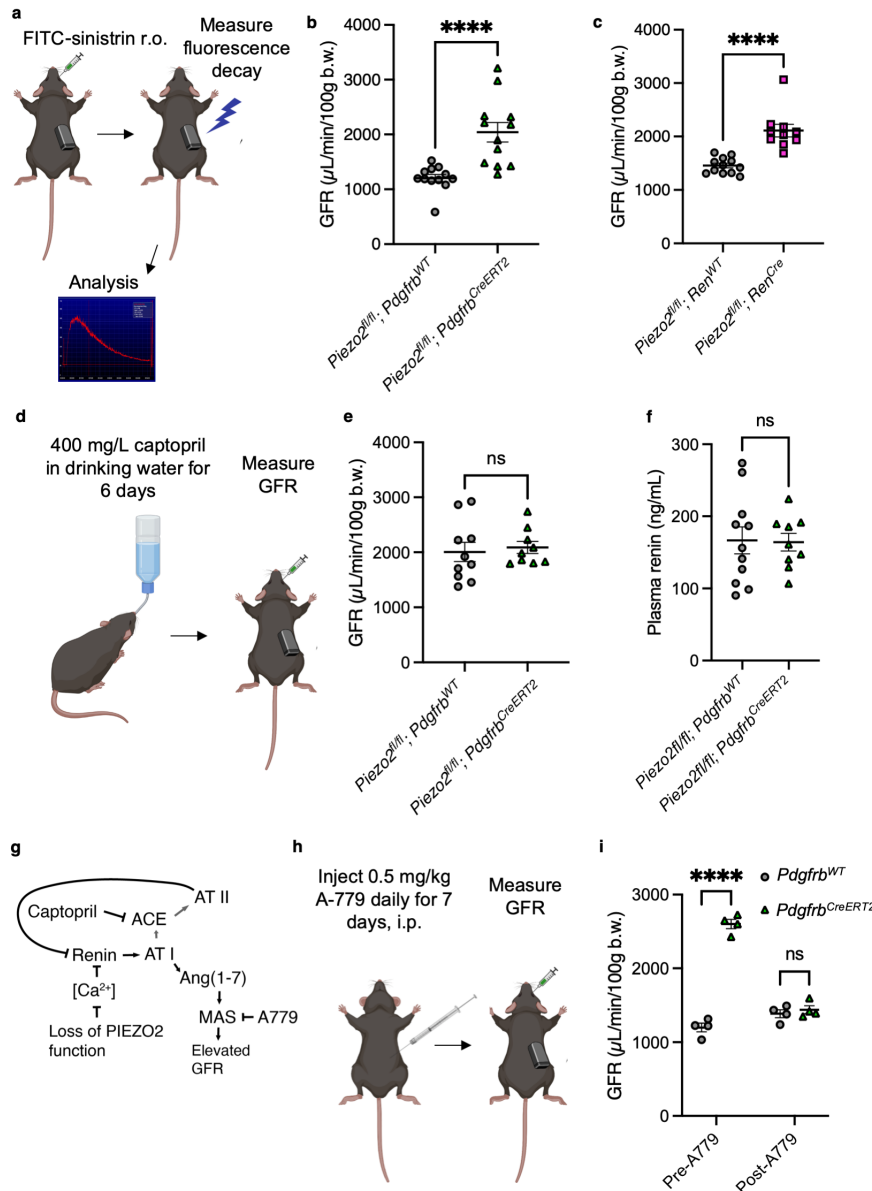 a
FITC-sinistrin r.o.
Measure
fluorescence
decay
Analysis
b
****
4000
3000
2000
1000
0
GFR (µL/min/100g b.w.)
Piezo2fl/fl; PdgfrbWT
Piezo2fl/fl; PdgfrbCreERT2
c
****
4000
3000
2000
1000
0
GFR (µL/min/100g b.w.)
Piezo2fl/fl; RenWT
Piezo2fl/fl; RenCre
d
400 mg/L captopril
in drinking water for
6 days
Measure
GFR
e
ns
4000
3000
2000
1000
0
GFR (µL/min/100g b.w.)
Piezo2fl/fl; PdgfrbWT
Piezo2fl/fl; PdgfrbCreERT2
f
ns
300
200
100
0
Plasma renin (ng/mL)
Piezo2fl/fl; PdgfrbWT
Piezo2fl/fl; PdgfrbCreERT2
g
AT II
Captopril
ACE
Renin
AT I
Ang(1-7)
[Ca2+]
MAS
A779
Loss of PIEZO2
function
Elevated
GFR
h
Inject 0.5 mg/kg
A-779 daily for 7
days, i.p.
Measure
GFR
i
PdgfrbWT
PdgfrbCreERT2
****
ns
3000
2000
1000
0
GFR (µL/min/100g b.w.)
Pre-A779
Post-A779